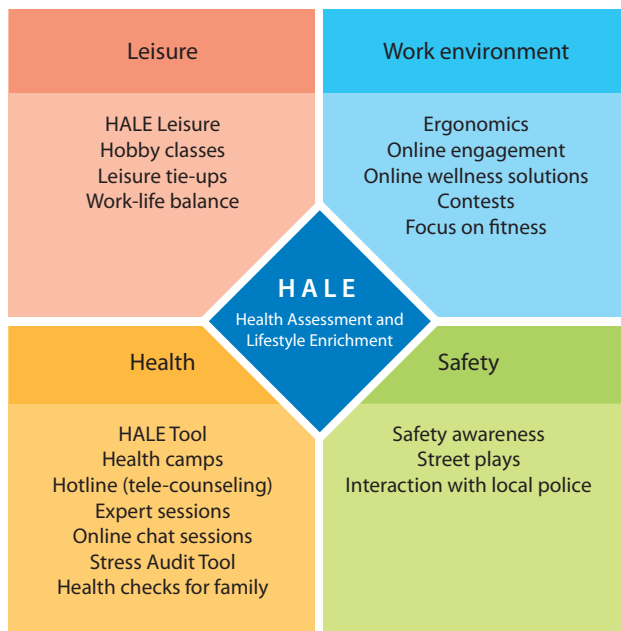 Leisure
HALE Leisure
Hobby classes
Leisure tie-ups
Work-life balance
Work environment
Ergonomics
Online engagement
Online wellness solutions
Contests
Focus on fitness
HALE
Health Assessment and
Lifestyle Enrichment
Health
HALE Tool
Health camps
Hotline (tele-counseling)
Expert sessions
Online chat sessions
Stress Audit Tool
Health checks for family
Safety
Safety awareness
Street plays
Interaction with local police